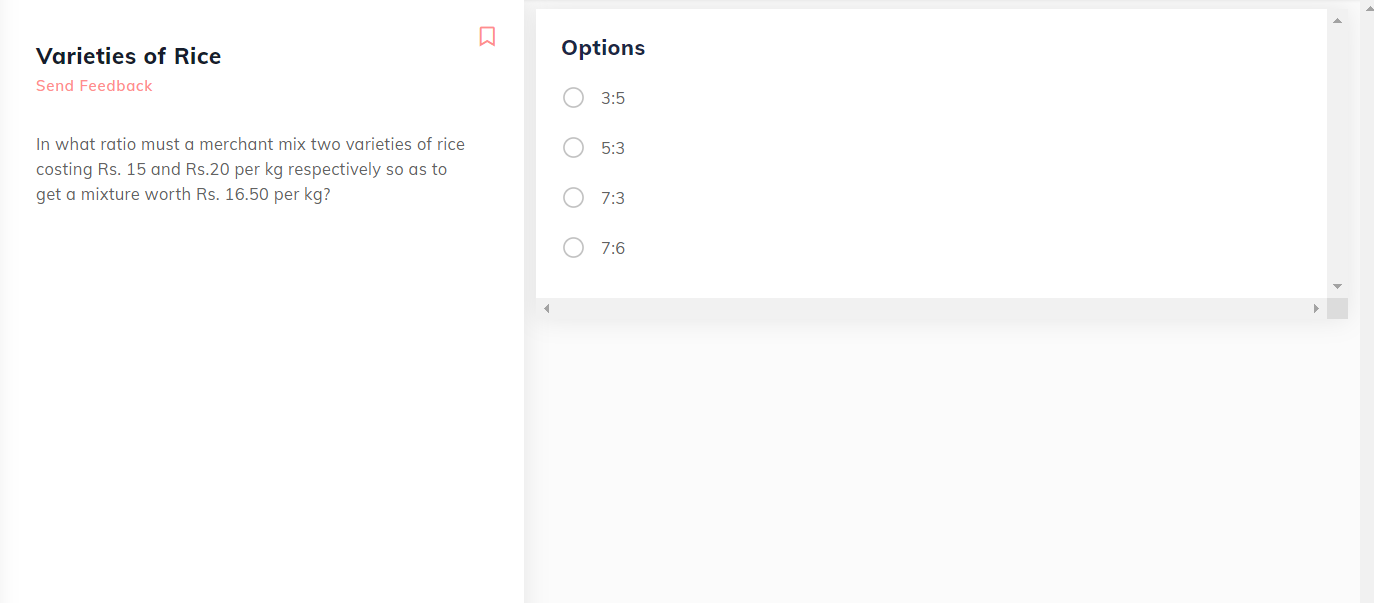 Varieties of Rice
Send Feedback
In what ratio must a merchant mix two varieties of rice
costing Rs. 15 and Rs.20 per kg respectively so as to
get a mixture worth Rs. 16.50 per kg?
Options
3:5
5:3
7:3
7:6